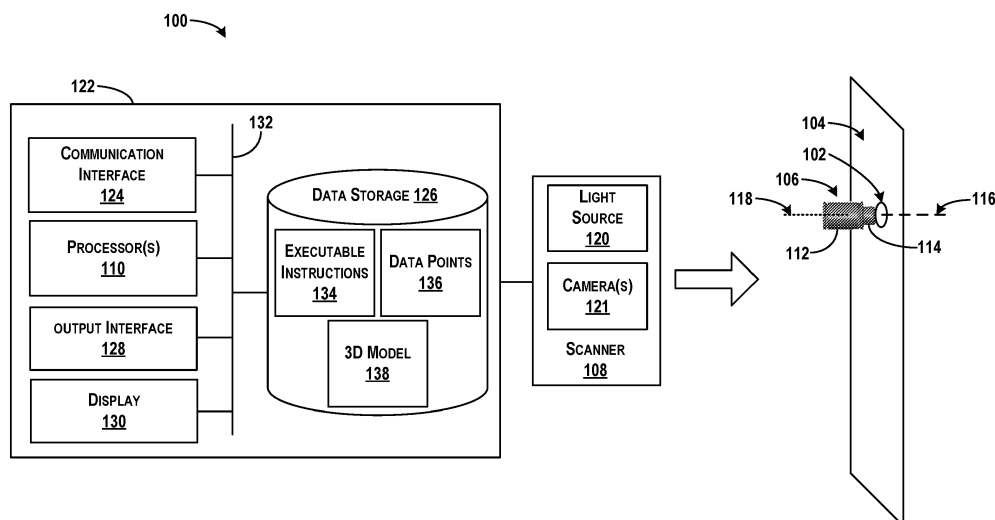 100
122
132
COMMUNICATION
INTERFACE
124
PROCESSOR(S)
110
OUTPUT INTERFACE
128
DISPLAY
130
DATA STORAGE 126
EXECUTABLE
INSTRUCTIONS
134
DATA POINTS
136
3D MODEL
138
LIGHT
SOURCE
120
CAMERA(S)
121
SCANNER
108
104
102
106
118
116
112
114